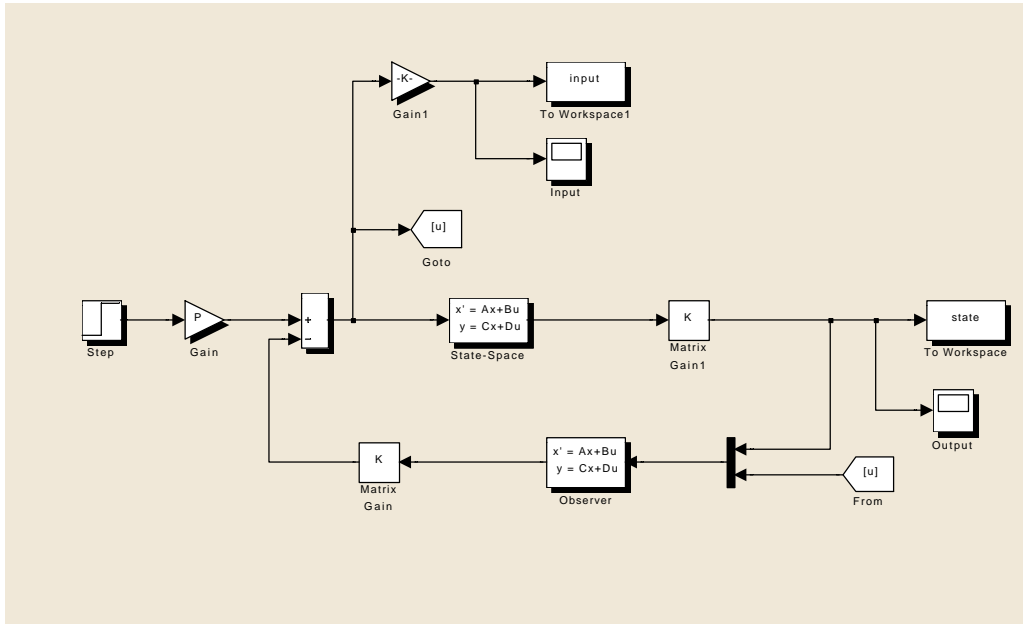 -K-
Gain1
input
To Workspace1
Input
[u]
Goto
Step
P
Gain
+
–
x' = Ax+Bu
y = Cx+Du
State-Space
K
Matrix
Gain1
state
To Workspace
Output
K
Matrix
Gain
x' = Ax+Bu
y = Cx+Du
Observer
[u]
From